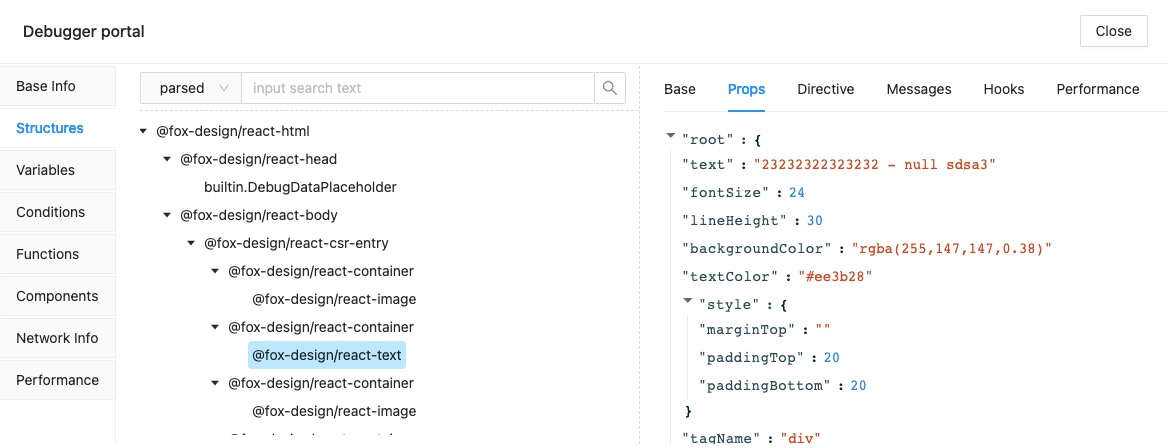 Debugger portal
Close
Base Info
Structures
Variables
Conditions
Functions
Components
Network Info
Performance
parsed
input search text
@fox-design/react-html
@fox-design/react-head
builtin.DebugDataPlaceholder
@fox-design/react-body
@fox-design/react-csr-entry
@fox-design/react-container
@fox-design/react-image
@fox-design/react-container
@fox-design/react-text
@fox-design/react-container
@fox-design/react-image
Base Props Directive Messages Hooks Performance
"root" : {
"text" : "23232322323232 - null sdsa3"
"fontSize" : 24
"lineHeight" : 30
"backgroundColor" : "rgba(255,147,147,0.38)"
"textColor" : "#ee3b28"
"style" : {
"marginTop" : ""
"paddingTop" : 20
"paddingBottom" : 20
}
"tagName" : "div"